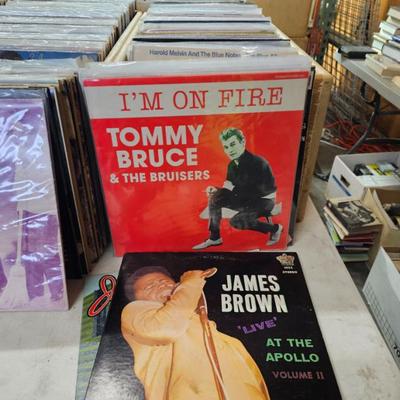 Harold Melvin And The Blue Notes
I'M ON FIRE
TOMMY
BRUCE
& THE BRUISERS
JAMES
BROWN
'LIVE'
AT THE
APOLLO
VOLUME II
STEREO